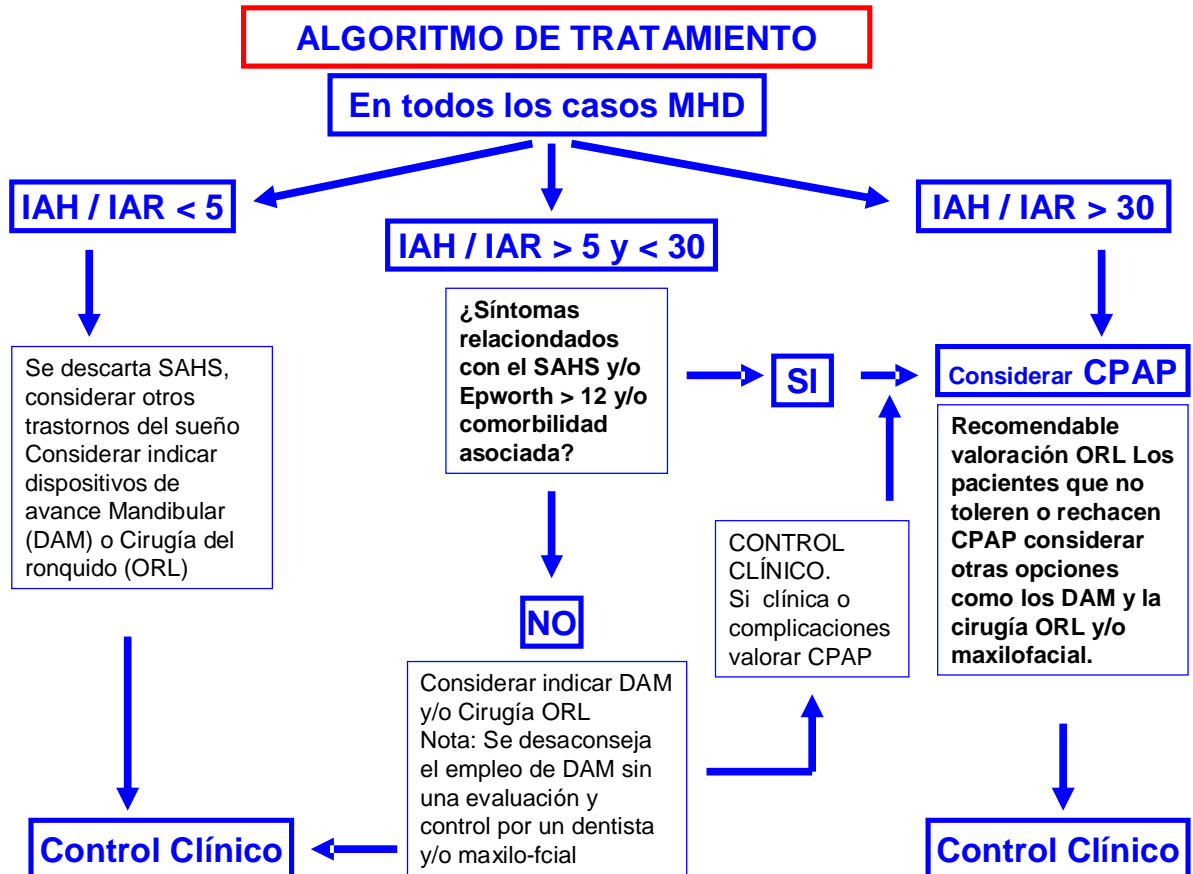 ALGORITMO DE TRATAMIENTO
En todos los casos MHD
IAH / IAR < 5
IAH / IAR > 5 y < 30
IAH / IAR > 30
Se descarta SAHS,
considerar otros
trastornos del sueño
Considerar indicar
dispositivos de
avance Mandibular
(DAM) o Cirugía del
ronquido (ORL)
¿Síntomas
relaciondados
con el SAHS y/o
Epworth > 12 y/o
comorbilidad
asociada?
SI
Considerar CPAP
Recomendable
valoración ORL Los
pacientes que no
toleren o rechacen
CPAP considerar
otras opciones
como los DAM y la
cirugía ORL y/o
maxilofacial.
NO
CONTROL
CLÍNICO.
Si clínica o
complicaciones
valorar CPAP
Considerar indicar DAM
y/o Cirugía ORL
Nota: Se desaconseja
el empleo de DAM sin
una evaluación y
control por un dentista
y/o maxilo-fcial
Control Clínico
Control Clínico